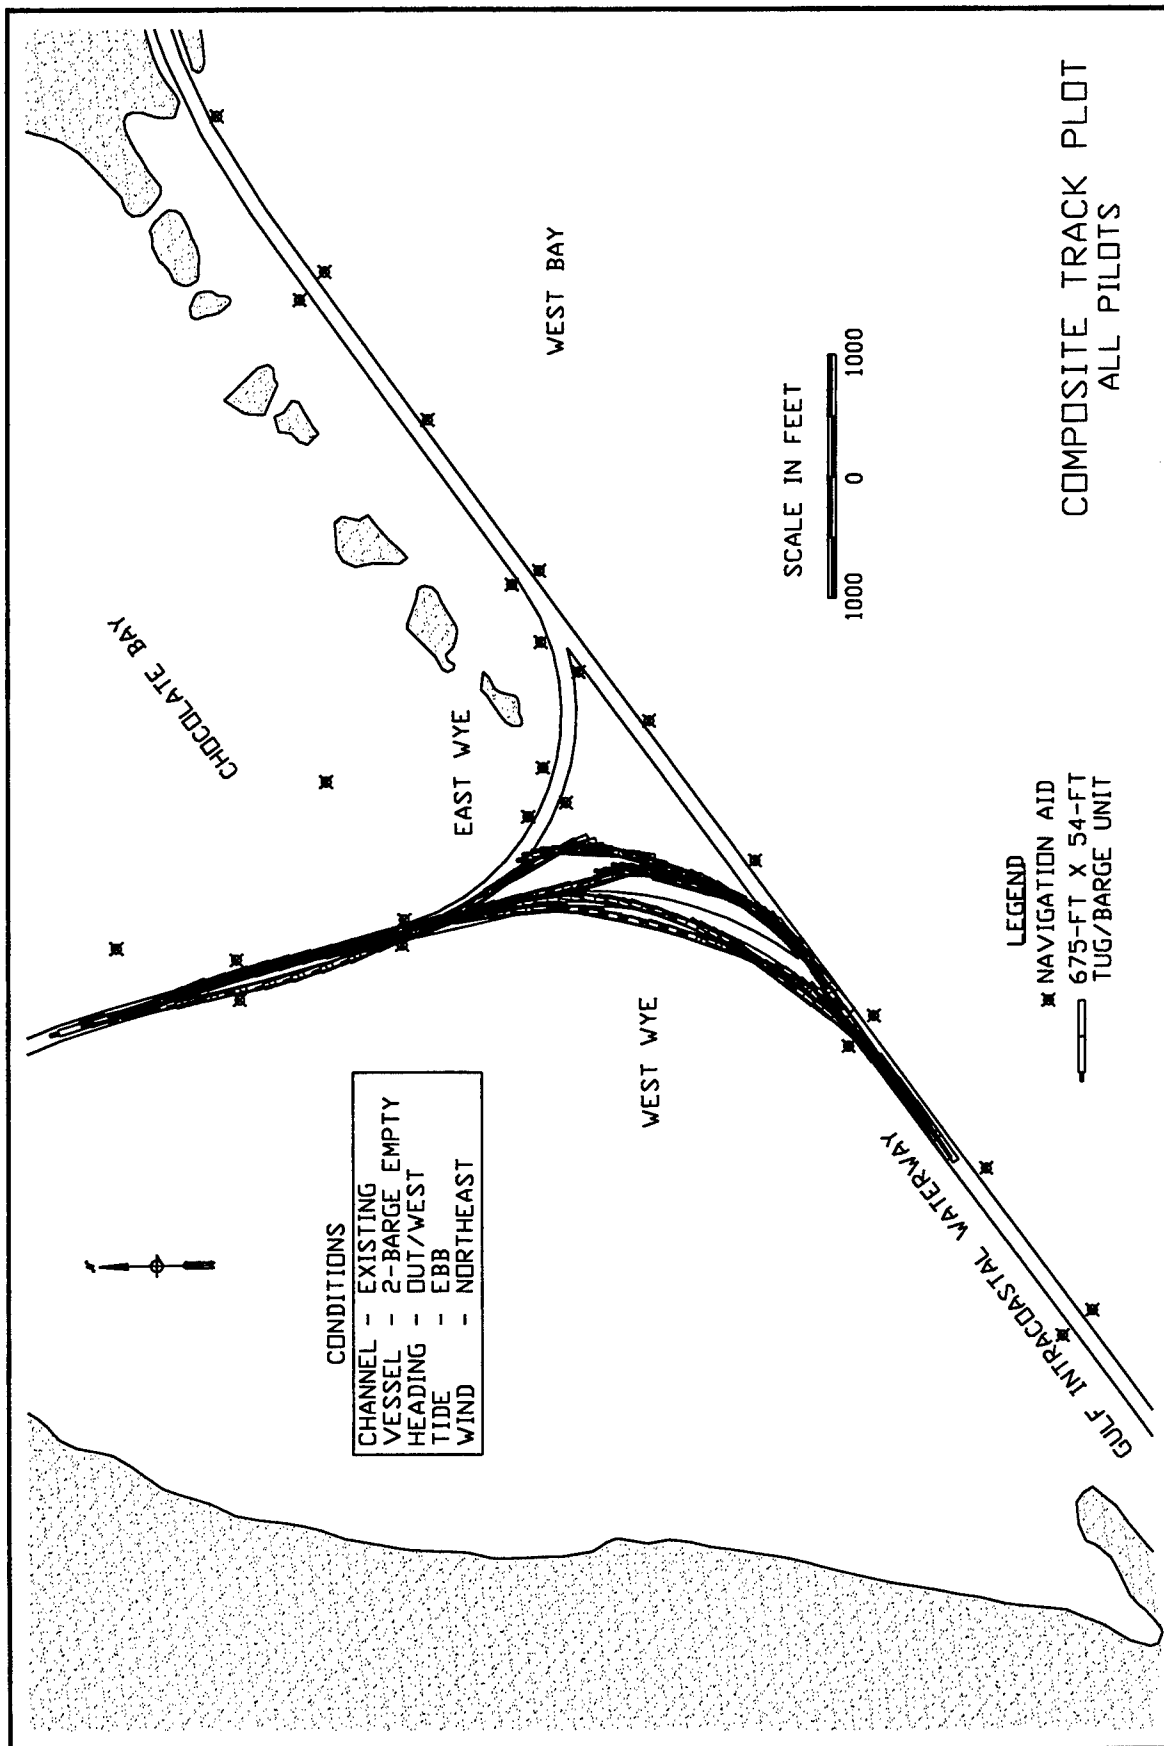 CHOCOLATE BAY
EAST WYE
WEST BAY
WEST WYE
GULF INTRACOASTAL WATERWAY
CONDITIONS
CHANNEL - EXISTING
VESSEL - 2-BARGE EMPTY
HEADING - OUT/WEST
TIDE - EBB
WIND - NORTHEAST
SCALE IN FEET
1000 0 1000
LEGEND
NAVIGATION AID
675-FT X 54-FT
TUG/BARGE UNIT
COMPOSITE TRACK PLOT
ALL PILOTS